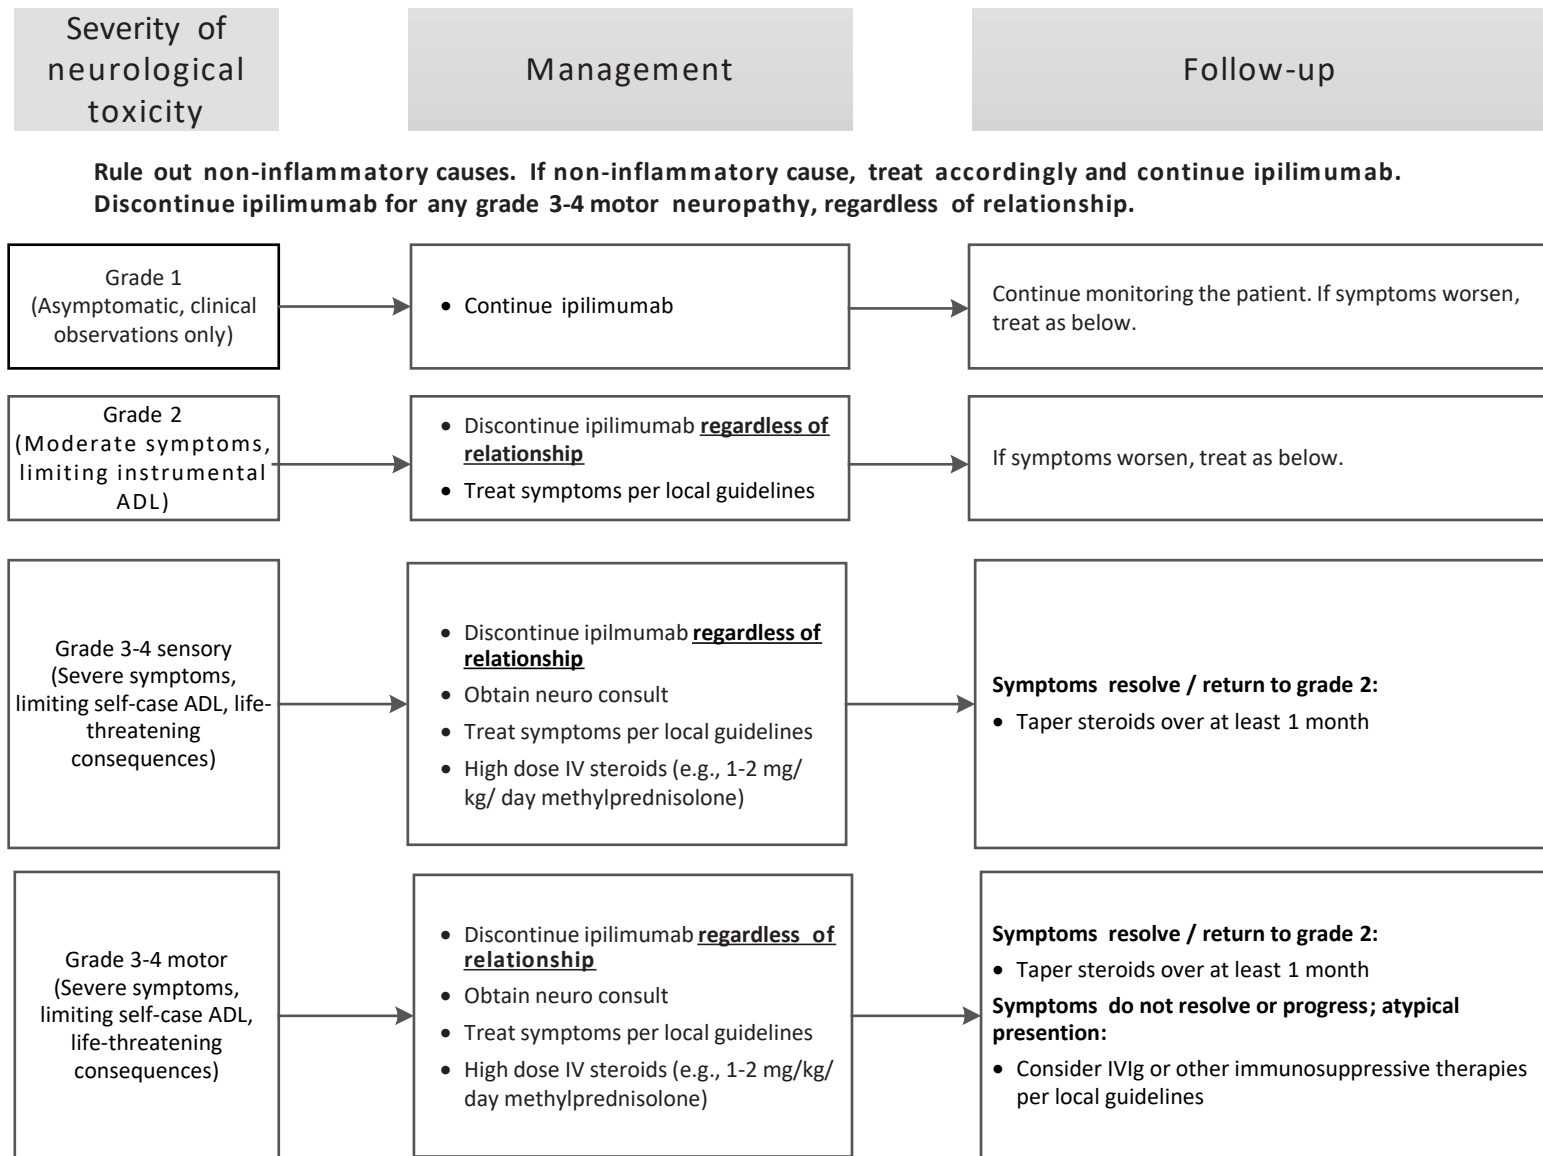 Severity of
neurological
toxicity
Management
Follow-up
Rule out non-inflammatory causes. If non-inflammatory cause, treat accordingly and continue ipilimumab.
Discontinue ipilimumab for any grade 3-4 motor neuropathy, regardless of relationship.
Grade 1
(Asymptomatic, clinical
observations only)
• Continue ipilimumab
Continue monitoring the patient. If symptoms worsen,
treat as below.
Grade 2
(Moderate symptoms,
limiting instrumental
ADL)
• Discontinue ipilimumab regardless of
relationship
• Treat symptoms per local guidelines
If symptoms worsen, treat as below.
Grade 3-4 sensory
(Severe symptoms,
limiting self-case ADL, life-
threatening
consequences)
• Discontinue ipilmumab regardless of
relationship
• Obtain neuro consult
• Treat symptoms per local guidelines
• High dose IV steroids (e.g., 1-2 mg/
kg/ day methylprednisolone)
Symptoms resolve / return to grade 2:
• Taper steroids over at least 1 month
Grade 3-4 motor
(Severe symptoms,
limiting self-case ADL,
life-threatening
consequences)
• Discontinue ipilimumab regardless of
relationship
• Obtain neuro consult
• Treat symptoms per local guidelines
• High dose IV steroids (e.g., 1-2 mg/kg/
day methylprednisolone)
Symptoms resolve / return to grade 2:
• Taper steroids over at least 1 month
Symptoms do not resolve or progress; atypical
presention:
• Consider IVIg or other immunosuppressive therapies
per local guidelines